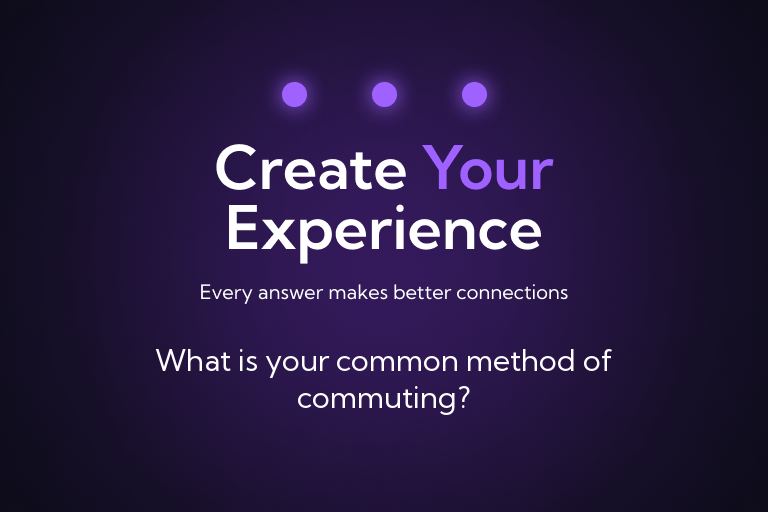 Create Your
Experience
Every answer makes better connections
What is your common method of
commuting?